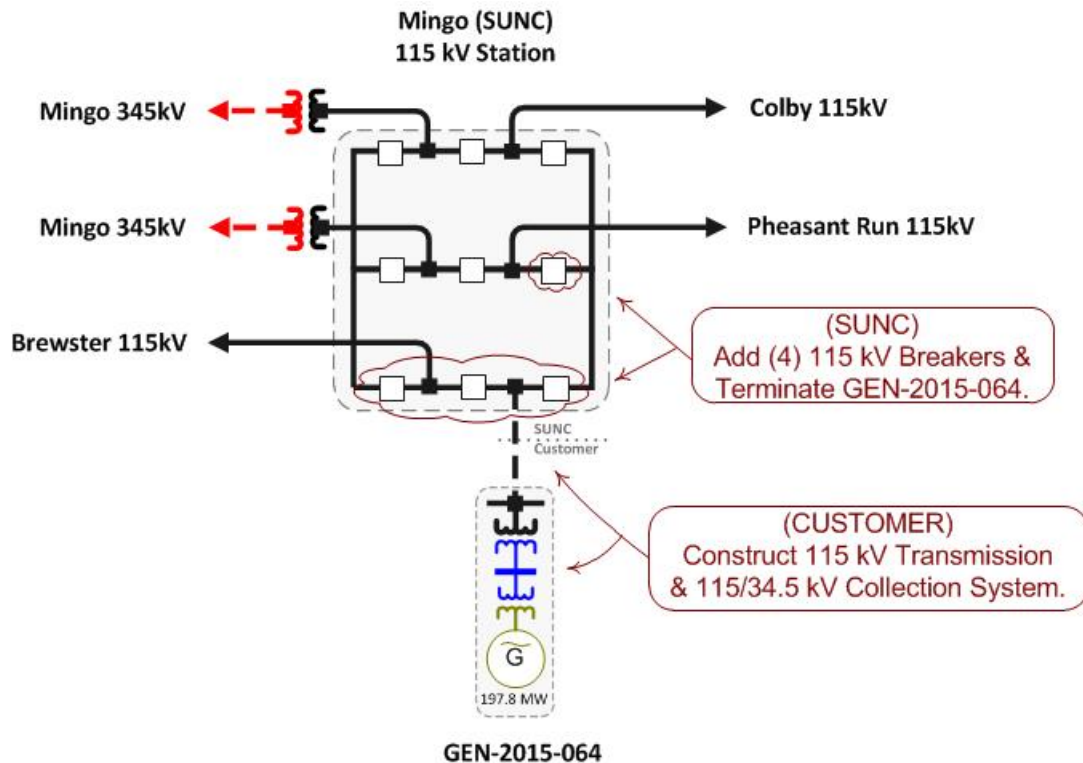 Mingo (SUNC)
115 kV Station
Mingo 345kV
Colby 115kV
Mingo 345kV
Pheasant Run 115kV
Brewster 115kV
(SUNC)
Add (4) 115 kV Breakers &
Terminate GEN-2015-064.
SUNC
Customer
(CUSTOMER)
Construct 115 kV Transmission
& 115/34.5 kV Collection System.
G
197.8 MW
GEN-2015-064